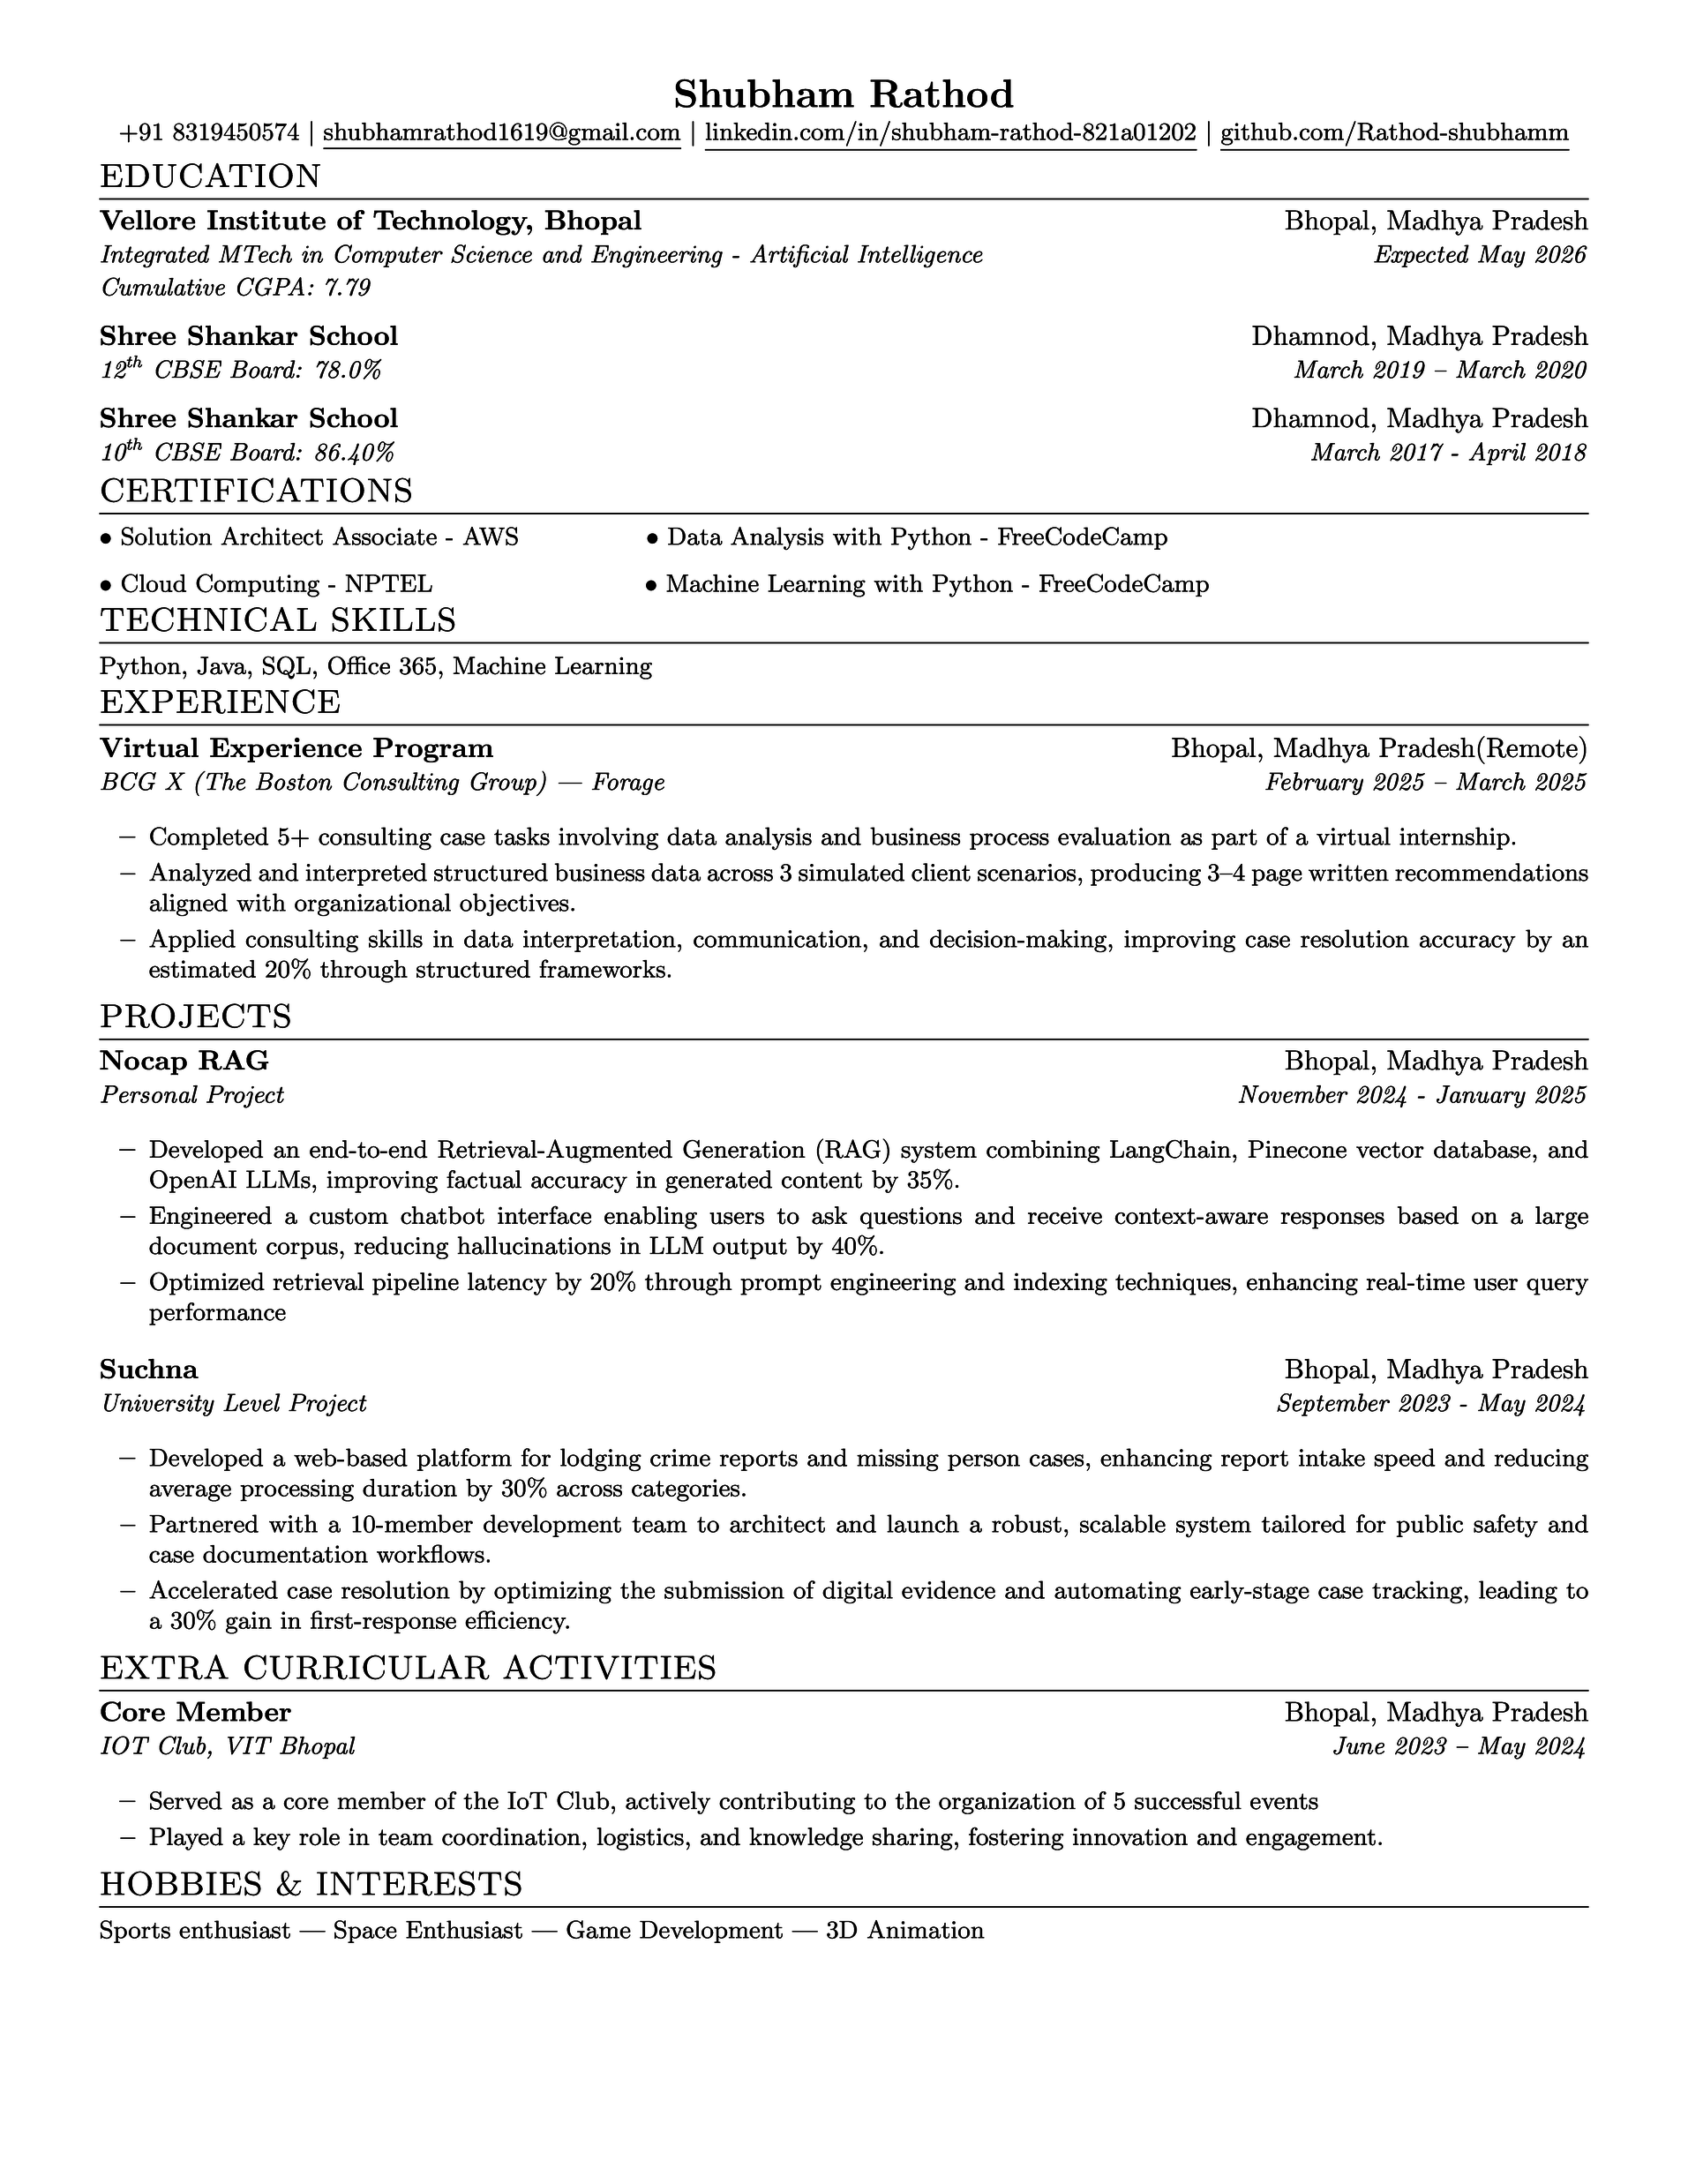 Shubham Rathod
+91 8319450574 | shubhamrathod1619@gmail.com | linkedin.com/in/shubham-rathod-821a01202 | github.com/Rathod-shubhamm
EDUCATION
Vellore Institute of Technology, Bhopal Bhopal, Madhya Pradesh
Integrated MTech in Computer Science and Engineering - Artificial Intelligence Expected May 2026
Cumulative CGPA: 7.79
Shree Shankar School Dhamnod, Madhya Pradesh
12th CBSE Board: 78.0% March 2019 – March 2020
Shree Shankar School Dhamnod, Madhya Pradesh
10th CBSE Board: 86.40% March 2017 - April 2018
CERTIFICATIONS
• Solution Architect Associate - AWS • Data Analysis with Python - FreeCodeCamp
• Cloud Computing - NPTEL • Machine Learning with Python - FreeCodeCamp
TECHNICAL SKILLS
Python, Java, SQL, Office 365, Machine Learning
EXPERIENCE
Virtual Experience Program Bhopal, Madhya Pradesh(Remote)
BCG X (The Boston Consulting Group) — Forage February 2025 – March 2025
– Completed 5+ consulting case tasks involving data analysis and business process evaluation as part of a virtual internship.
– Analyzed and interpreted structured business data across 3 simulated client scenarios, producing 3–4 page written recommendations
aligned with organizational objectives.
– Applied consulting skills in data interpretation, communication, and decision-making, improving case resolution accuracy by an
estimated 20% through structured frameworks.
PROJECTS
Nocap RAG Bhopal, Madhya Pradesh
Personal Project November 2024 - January 2025
– Developed an end-to-end Retrieval-Augmented Generation (RAG) system combining LangChain, Pinecone vector database, and
OpenAI LLMs, improving factual accuracy in generated content by 35%.
– Engineered a custom chatbot interface enabling users to ask questions and receive context-aware responses based on a large
document corpus, reducing hallucinations in LLM output by 40%.
– Optimized retrieval pipeline latency by 20% through prompt engineering and indexing techniques, enhancing real-time user query
performance
Suchna Bhopal, Madhya Pradesh
University Level Project September 2023 - May 2024
– Developed a web-based platform for lodging crime reports and missing person cases, enhancing report intake speed and reducing
average processing duration by 30% across categories.
– Partnered with a 10-member development team to architect and launch a robust, scalable system tailored for public safety and
case documentation workflows.
– Accelerated case resolution by optimizing the submission of digital evidence and automating early-stage case tracking, leading to
a 30% gain in first-response efficiency.
EXTRA CURRICULAR ACTIVITIES
Core Member Bhopal, Madhya Pradesh
IOT Club, VIT Bhopal June 2023 – May 2024
– Served as a core member of the IoT Club, actively contributing to the organization of 5 successful events
– Played a key role in team coordination, logistics, and knowledge sharing, fostering innovation and engagement.
HOBBIES & INTERESTS
Sports enthusiast — Space Enthusiast — Game Development — 3D Animation